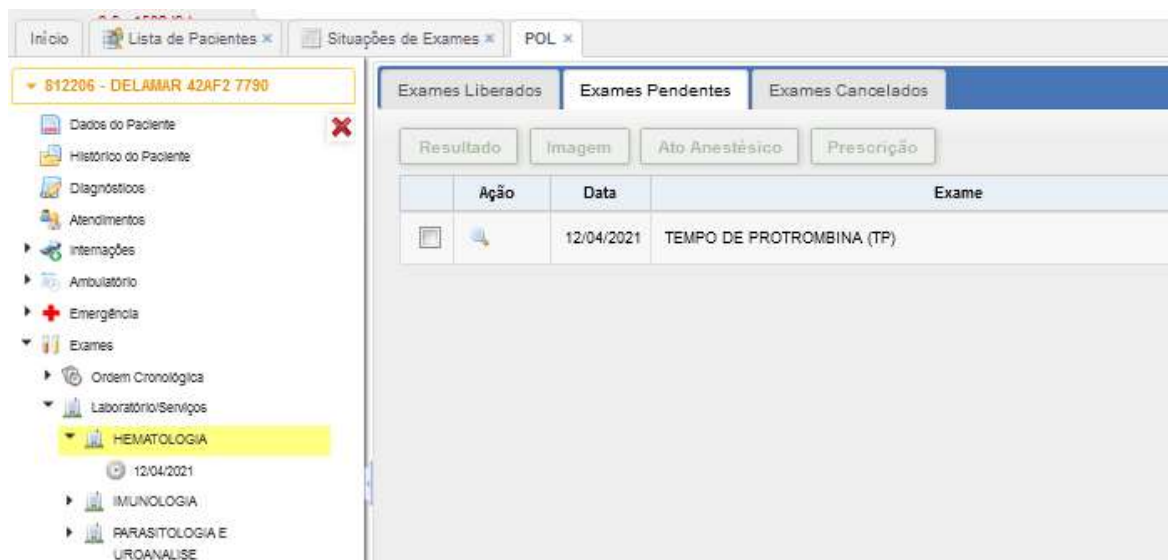 Início
Lista de Pacientes ×
Situações de Exames ×
POL ×
812206 - DELAMAR 42AF2 7790
Dados do Paciente
Histórico do Paciente
Diagnósticos
Atendimentos
Internações
Ambulatório
Emergência
Exames
Ordem Cronológica
Laboratório/Serviços
HEMATOLOGIA
12/04/2021
IMUNOLOGIA
PARASITOLOGIA E
UROANALISE
Exames Liberados
Exames Pendentes
Exames Cancelados
Resultado
Imagem
Ato Anestésico
Prescrição
Ação
Data
Exame
12/04/2021
TEMPO DE PROTROMBINA (TP)